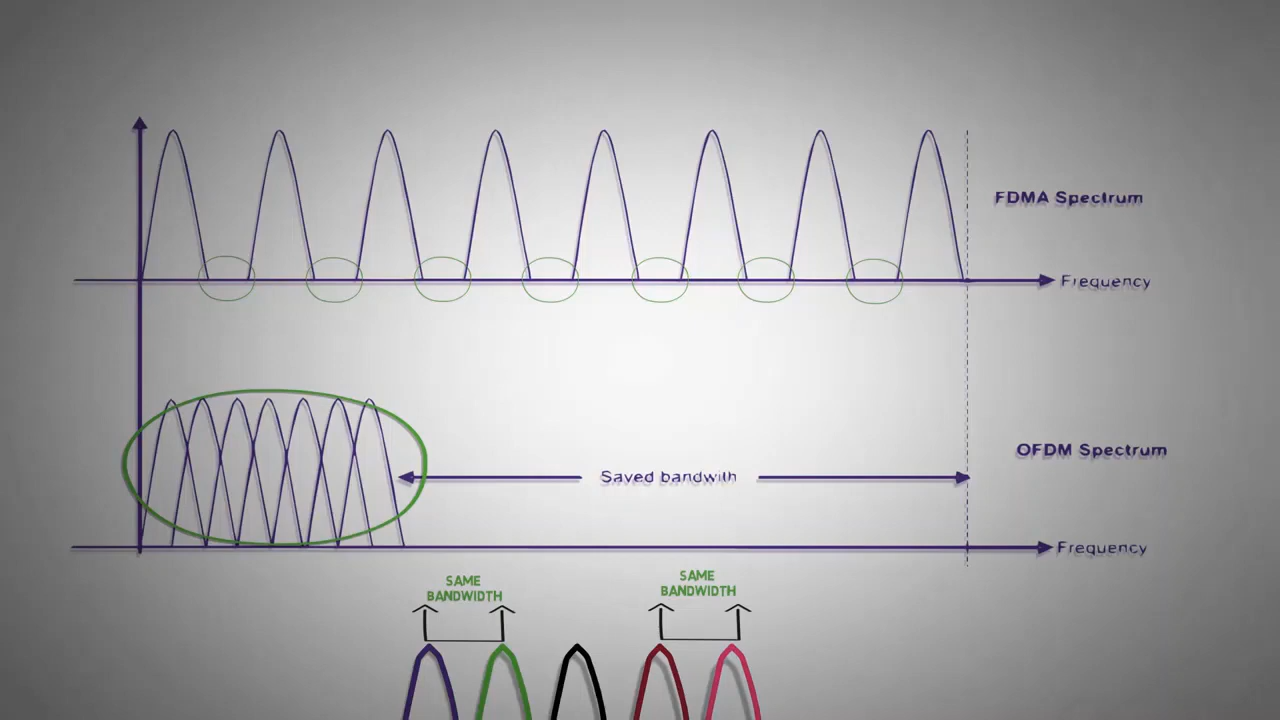 FDMA Spectrum
Frequency
OFDM Spectrum
Saved bandwith
Frequency
SAME
BANDWIDTH
SAME
BANDWIDTH